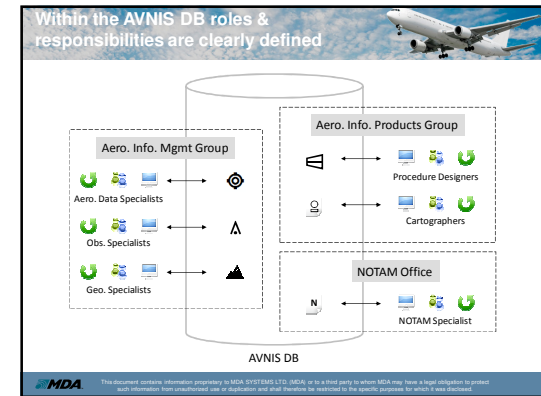 Within the AVNIS DB roles &
responsibilities are clearly defined
Aero. Info. Mgmt Group
Aero. Data Specialists
Obs. Specialists
Geo. Specialists
Aero. Info. Products Group
Procedure Designers
Cartographers
NOTAM Office
N
NOTAM Specialist
AVNIS DB
MDA
This document contains information proprietary to MDA SYSTEMS LTD. (MDA) or to a third party to whom MDA may have a legal obligation to protect
such information from unauthorized use or duplication and shall therefore be restricted to the specific purposes for which it was disclosed.